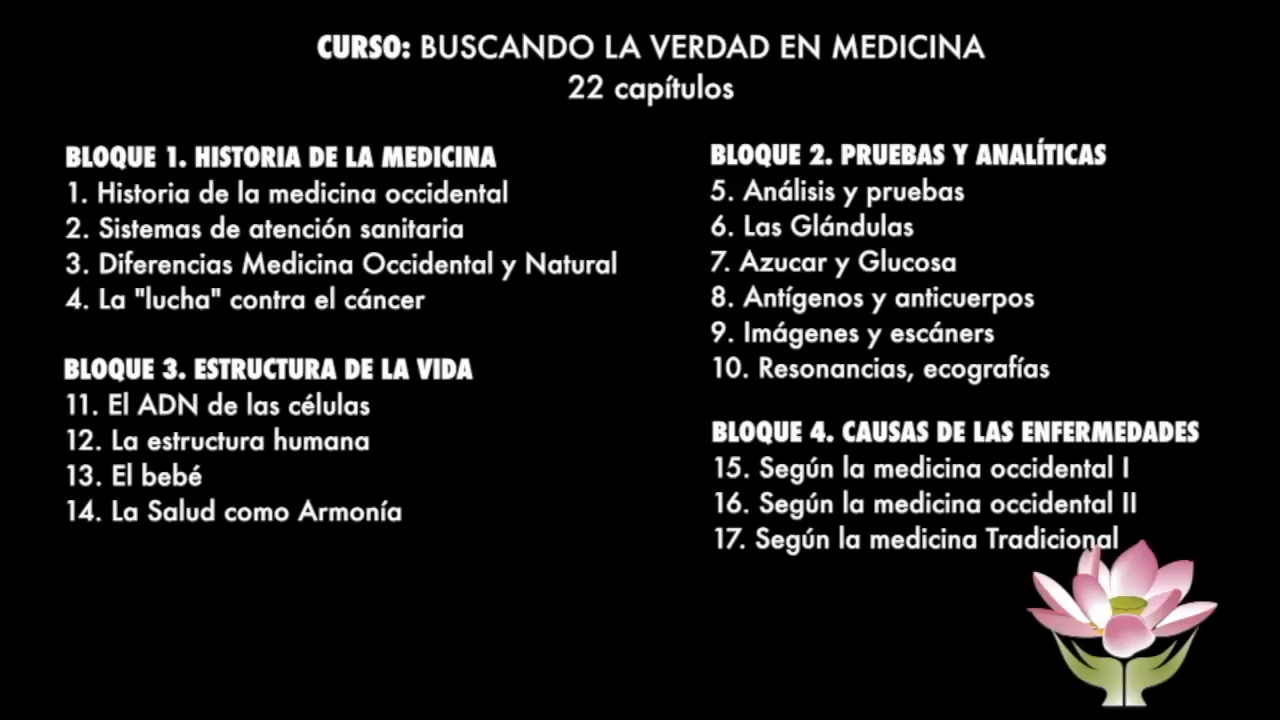 CURSO: BUSCANDO LA VERDAD EN MEDICINA
22 capítulos
BLOQUE 1. HISTORIA DE LA MEDICINA
1. Historia de la medicina occidental
2. Sistemas de atención sanitaria
3. Diferencias Medicina Occidental y Natural
4. La "lucha" contra el cáncer
BLOQUE 2. PRUEBAS Y ANALÍTICAS
5. Análisis y pruebas
6. Las Glándulas
7. Azucar y Glucosa
8. Antígenos y anticuerpos
9. Imágenes y escáners
10. Resonancias, ecografías
BLOQUE 3. ESTRUCTURA DE LA VIDA
11. El ADN de las células
12. La estructura humana
13. El bebé
14. La Salud como Armonía
BLOQUE 4. CAUSAS DE LAS ENFERMEDADES
15. Según la medicina occidental I
16. Según la medicina occidental II
17. Según la medicina Tradicional